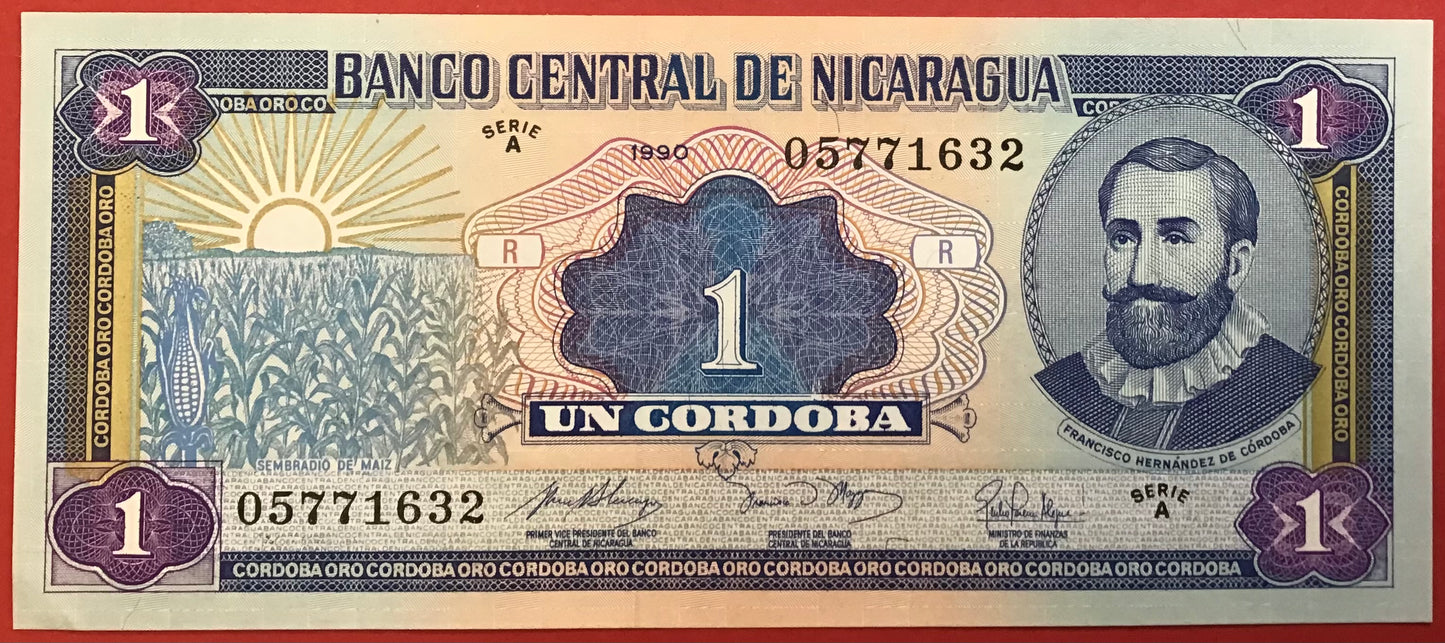 1
BANCO CENTRAL DE NICARAGUA
1
SERIE
A
1990
05771632
R
R
1
UN CORDOBA
FRANCISCO HERNÁNDEZ DE CÓRDOBA
SEMBRADIO DE MAIZ
05771632
PRIMER VICE PRESIDENTE DEL BANCO
CENTRAL DE NICARAGUA
PRESIDENTE DEL BANCO
CENTRAL DE NICARAGUA
MINISTRO DE FINANZAS
DE LA REPUBLICA
SERIE
A
1
1
CORDOBA ORO CORDOBA ORO
CORDOBA ORO CORDOBA ORO
CORDOBA ORO CORDOBA ORO CORDOBA ORO CORDOBA ORO CORDOBA ORO CORDOBA ORO CORDOBA ORO CORDOBA